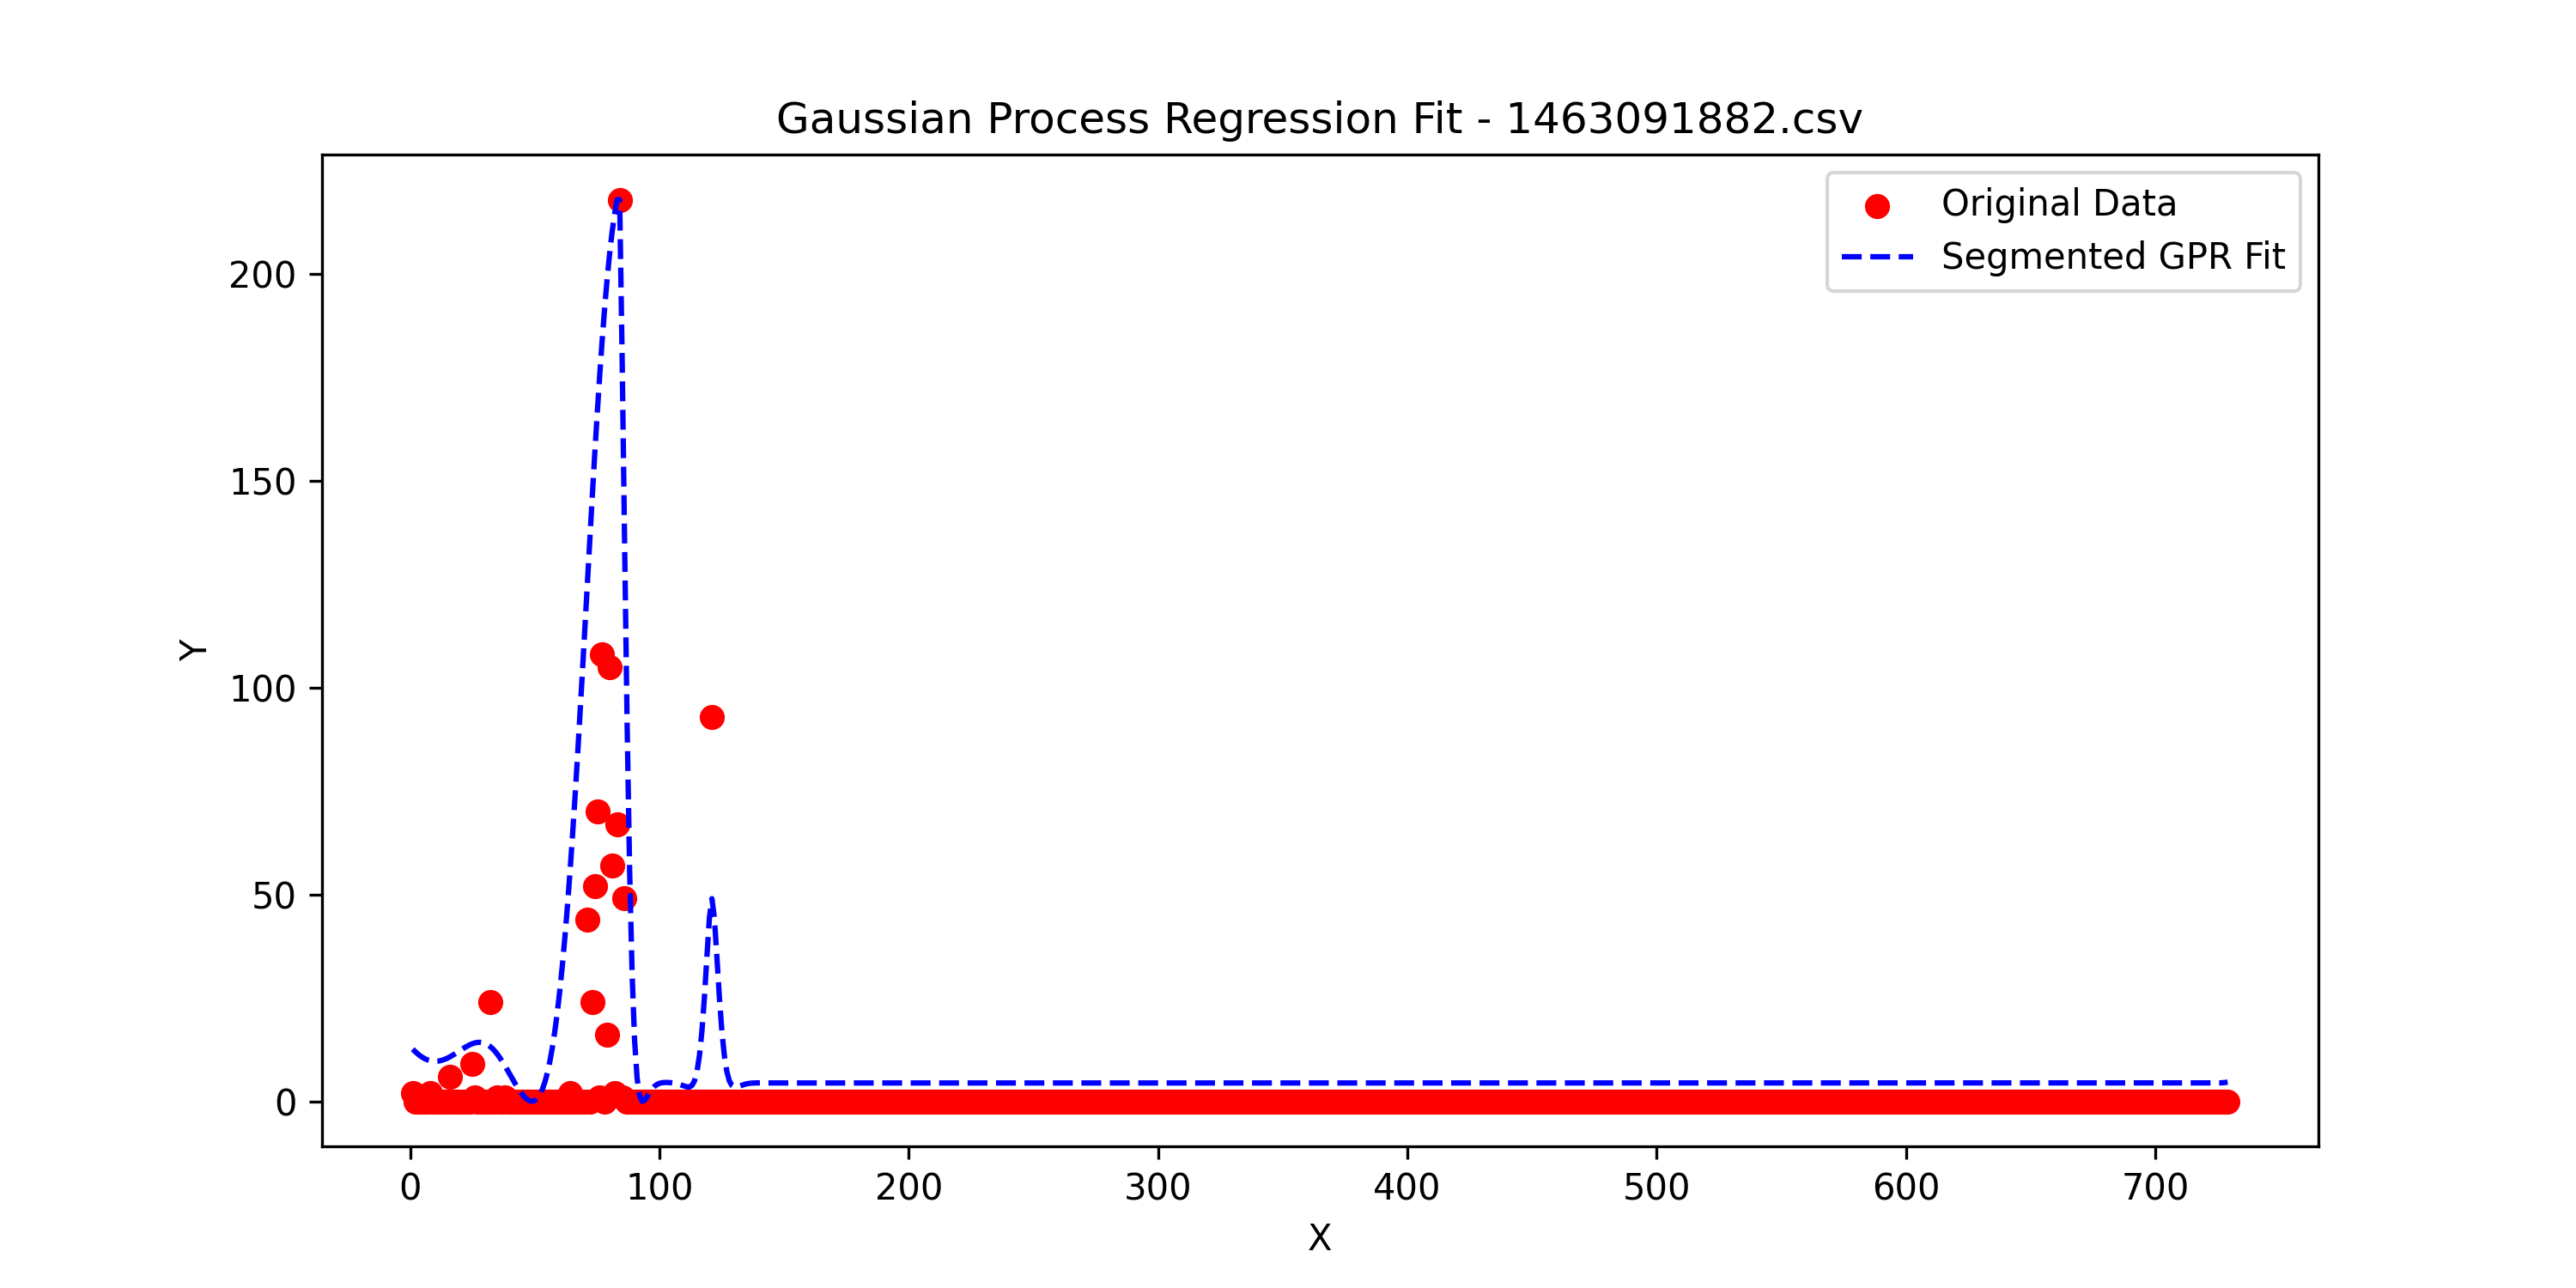 Gaussian Process Regression Fit - 1463091882.csv
Original Data
Segmented GPR Fit
200
150
100
50
0
Y
0 100 200 300 400 500 600 700
X